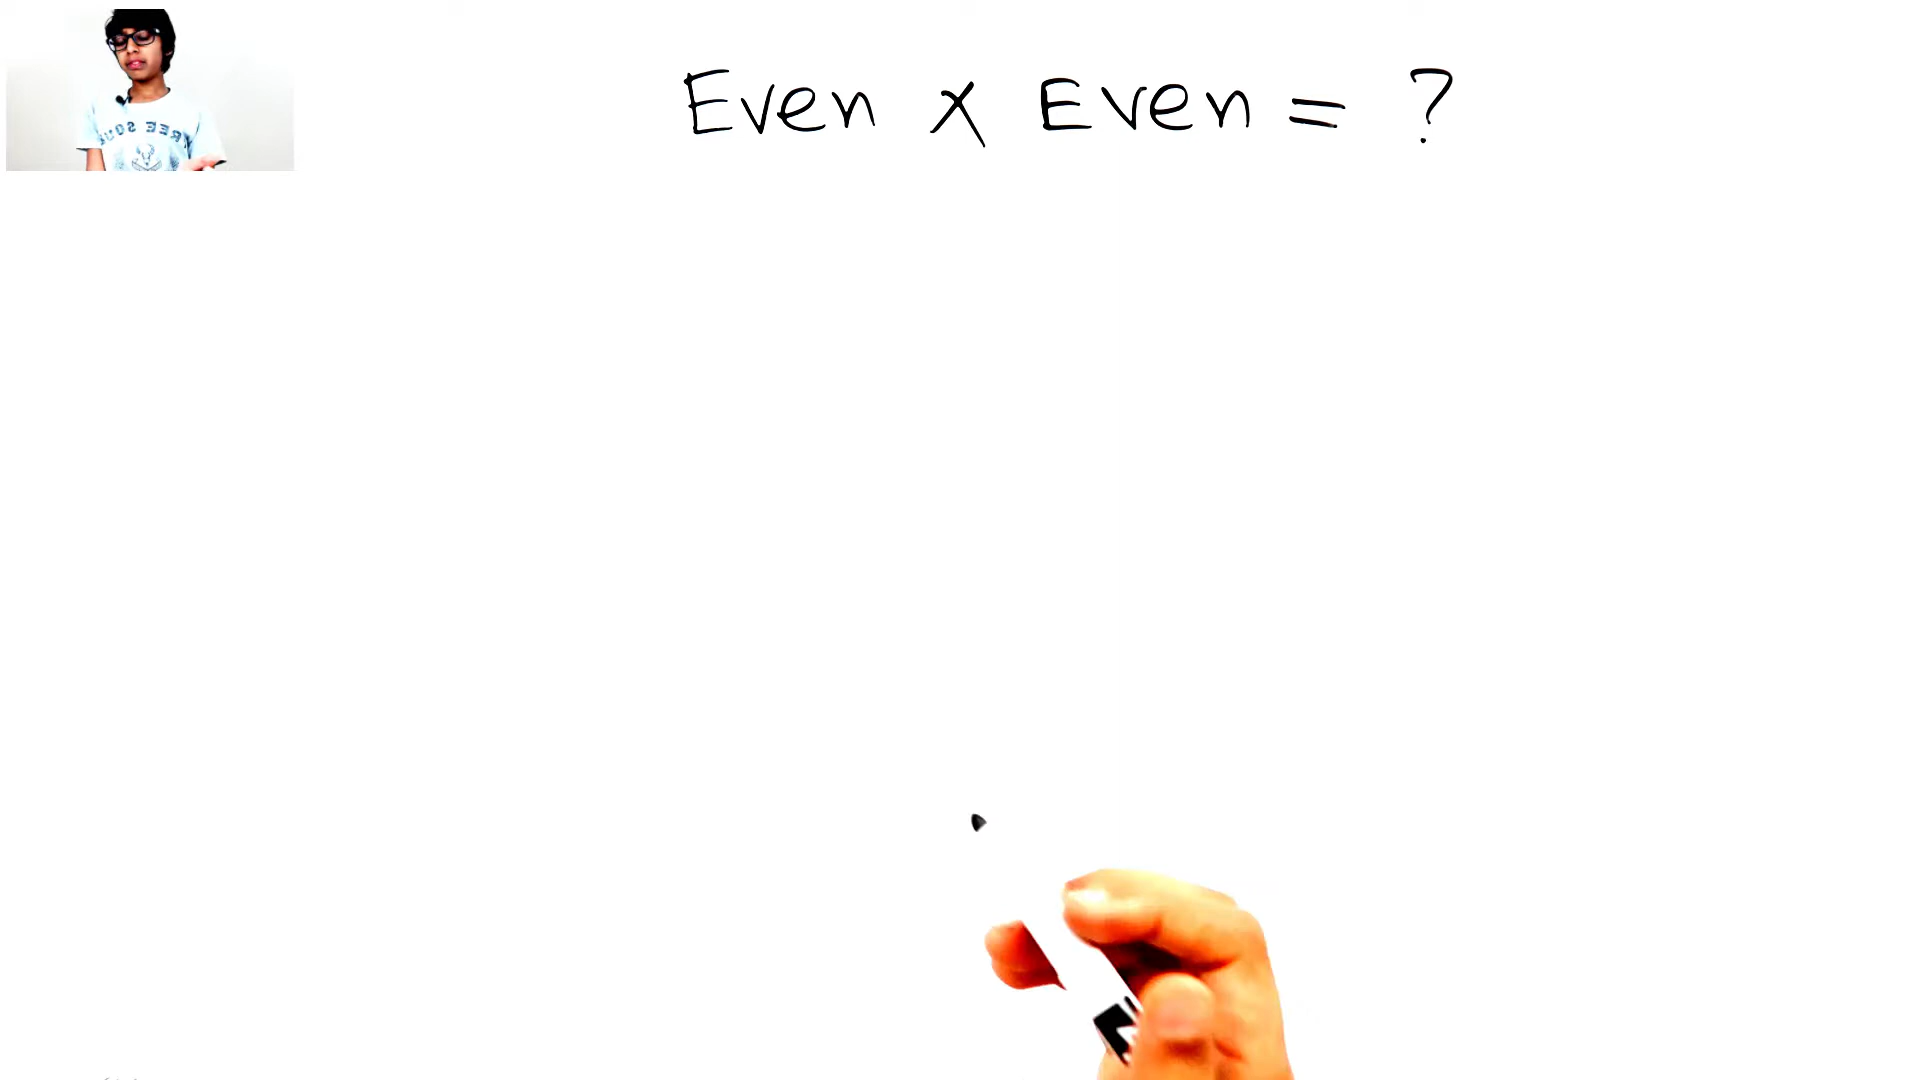 Even x Even = ?